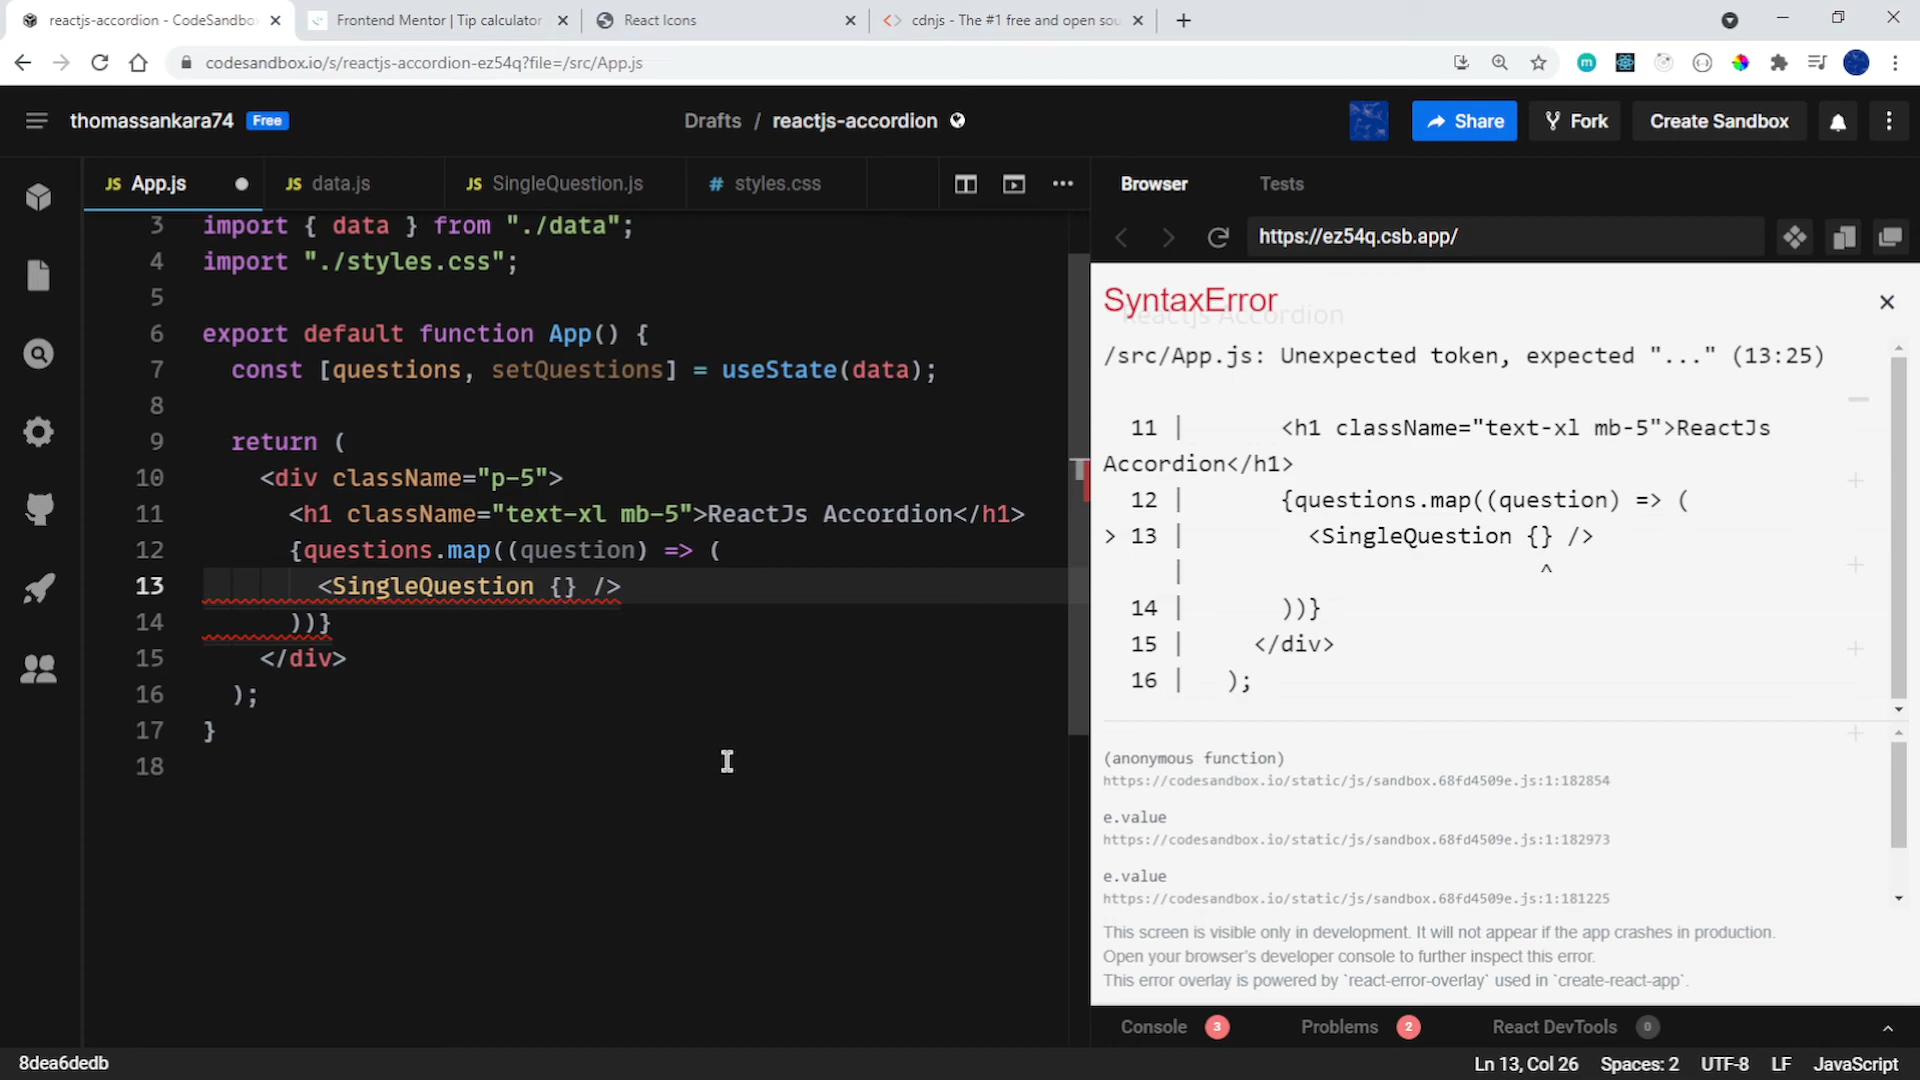 reactjs-accordion - CodeSandbo
Frontend Mentor | Tip calculator
React Icons
cdnjs - The #1 free and open sou
codesandbox.io/s/reactjs-accordion-ez54q?file=/src/App.js
thomassankara74 Free
Drafts / reactjs-accordion
Share
Fork
Create Sandbox
JS App.js
JS data.js
JS SingleQuestion.js
# styles.css
3 import { data } from "./data";
4 import "./styles.css";
5
6 export default function App() {
7 const [questions, setQuestions] = useState(data);
8
9 return (
10 <div className="p-5">
11 <h1 className="text-xl mb-5">ReactJs Accordion</h1>
12 {questions.map((question) => (
13 <SingleQuestion {} />
14 ))}
15 </div>
16 );
17 }
18
Browser
Tests
https://ez54q.csb.app/
SyntaxError
Reactjs Accordion
/src/App.js: Unexpected token, expected "..." (13:25)
11 | <h1 className="text-xl mb-5">ReactJs
Accordion</h1>
12 | {questions.map((question) => (
> 13 | <SingleQuestion {} />
| ^
14 | ))}
15 | </div>
16 | );
(anonymous function)
https://codesandbox.io/static/js/sandbox.68fd4509e.js:1:182854
e.value
https://codesandbox.io/static/js/sandbox.68fd4509e.js:1:182973
e.value
https://codesandbox.io/static/js/sandbox.68fd4509e.js:1:181225
This screen is visible only in development. It will not appear if the app crashes in production.
Open your browser's developer console to further inspect this error.
This error overlay is powered by `react-error-overlay` used in `create-react-app`.
Console 3
Problems 2
React DevTools 0
8dea6dedb
Ln 13, Col 26
Spaces: 2
UTF-8
LF
JavaScript